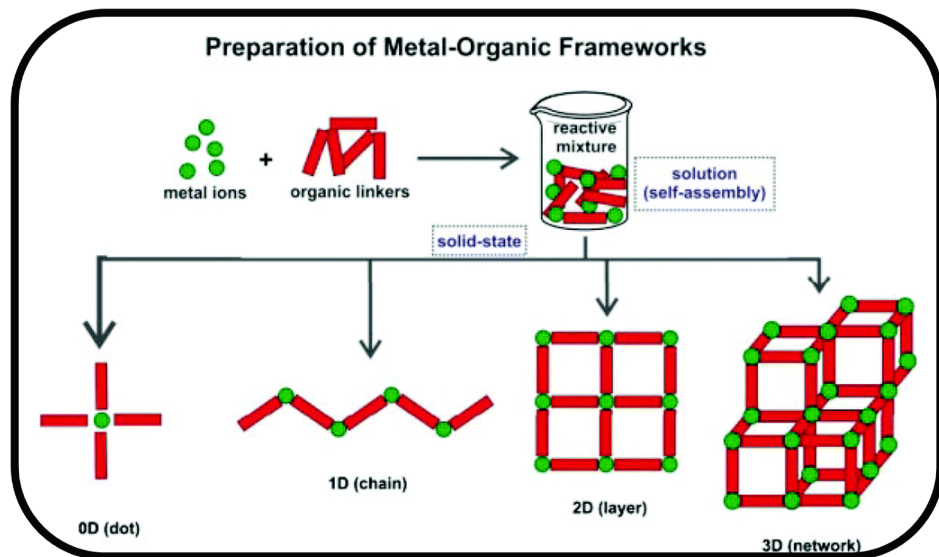 Preparation of Metal-Organic Frameworks
reactive
mixture
+
metal ions
organic linkers
solution
(self-assembly)
solid-state
0D (dot)
1D (chain)
2D (layer)
3D (network)